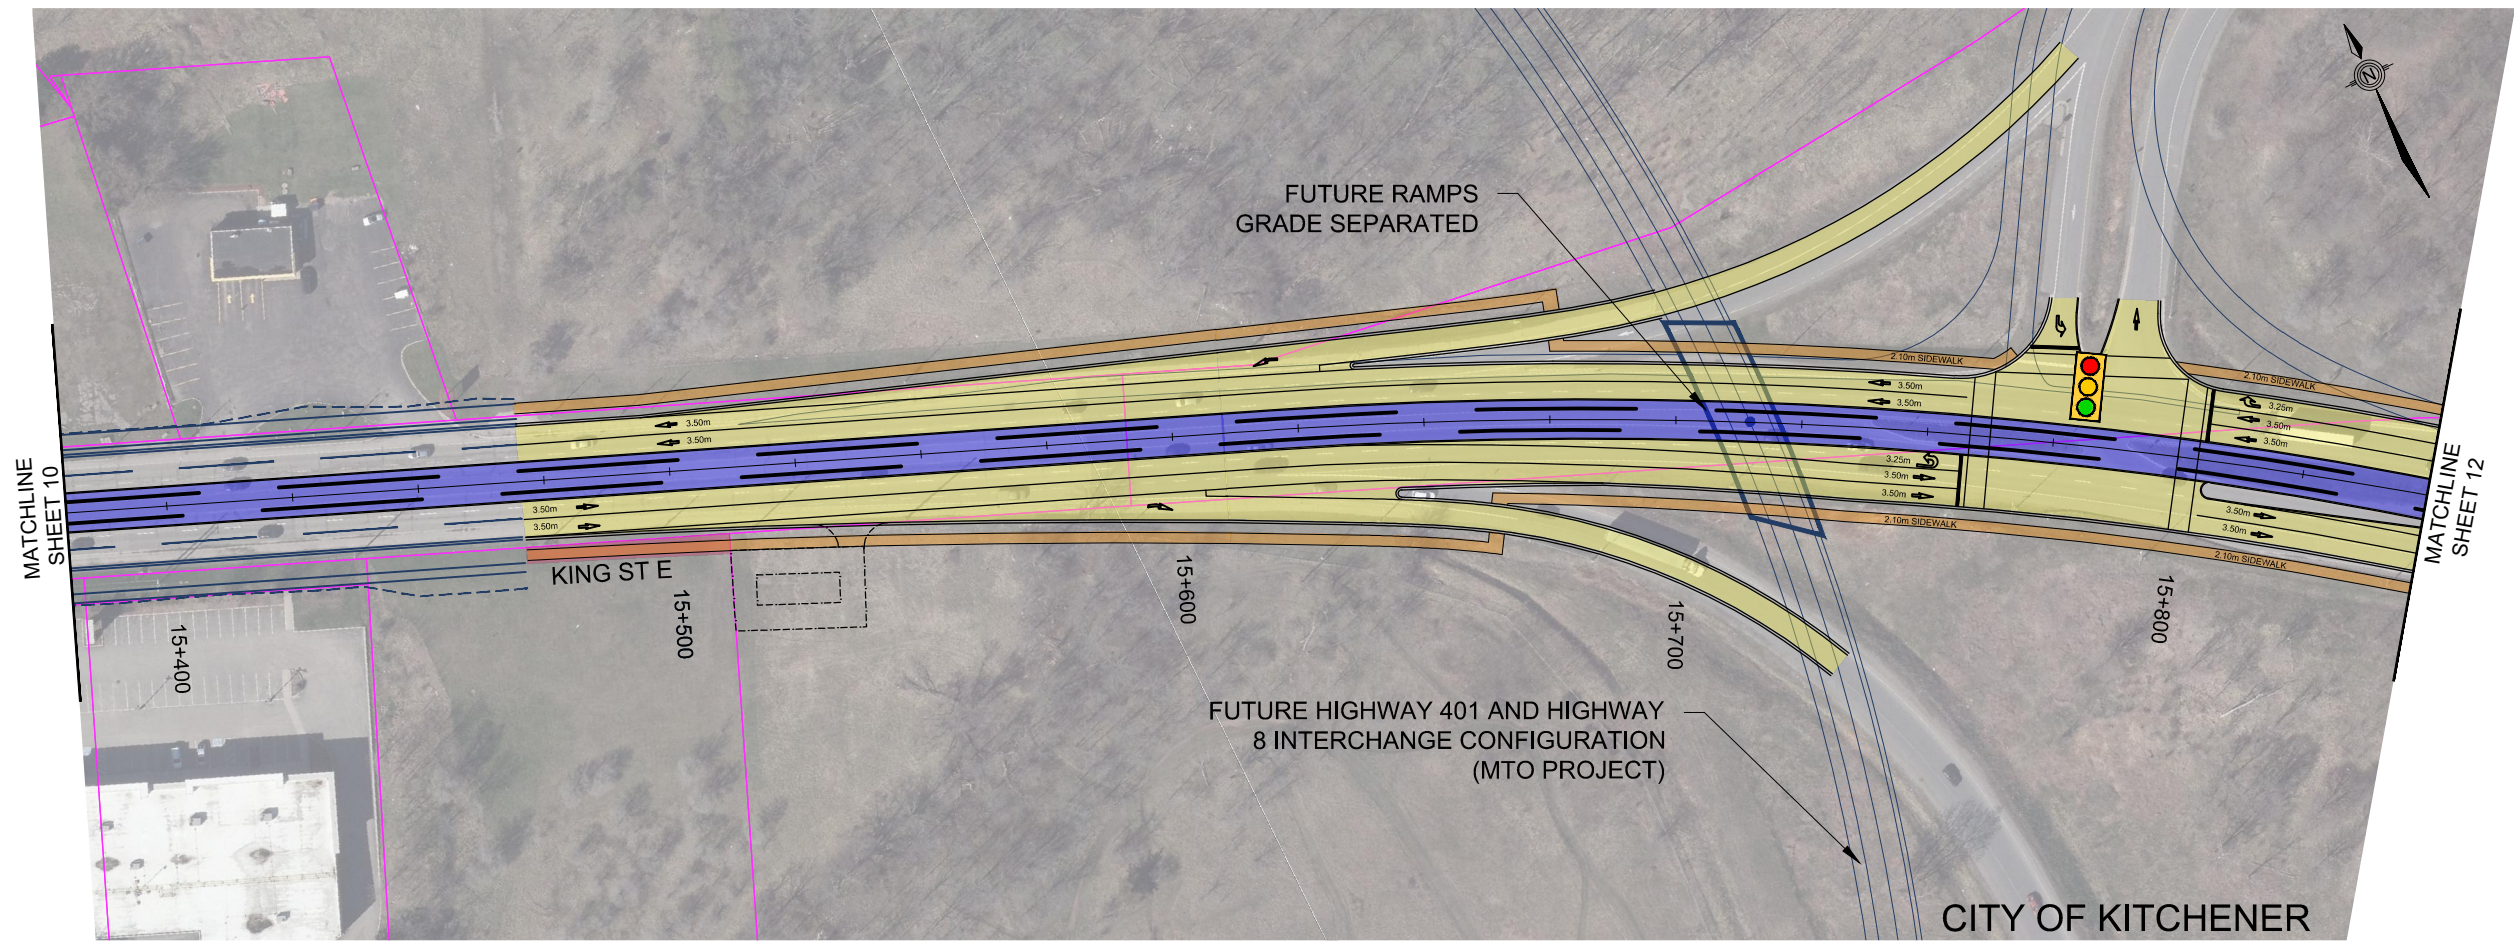 N
FUTURE RAMPS
GRADE SEPARATED
2.10m SIDEWALK
2.10m SIDEWALK
3.50m
3.50m
3.25m
3.50m
3.50m
3.50m
3.50m
3.25m
3.50m
3.50m
3.50m
3.50m
3.50m
3.50m
2.10m SIDEWALK
2.10m SIDEWALK
MATCHLINE
SHEET 10
MATCHLINE
SHEET 12
KING ST E
15+400
15+500
15+600
15+700
15+800
FUTURE HIGHWAY 401 AND HIGHWAY
8 INTERCHANGE CONFIGURATION
(MTO PROJECT)
CITY OF KITCHENER